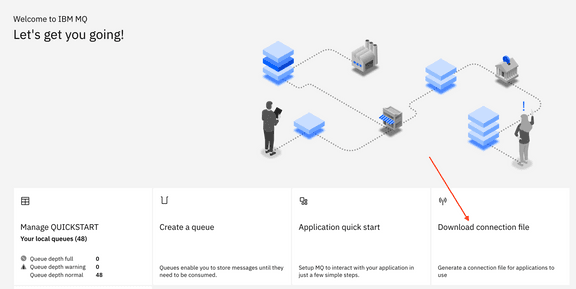 Welcome to IBM MQ
Let's get you going!
!
Manage QUICKSTART
Your local queues (48)
Queue depth full 0
Queue depth warning 0
Queue depth normal 48
Create a queue
Queues enable you to store messages until they
need to be consumed.
Application quick start
Setup MQ to interact with your application in
just a few simple steps.
Download connection file
Generate a connection file for applications to
use